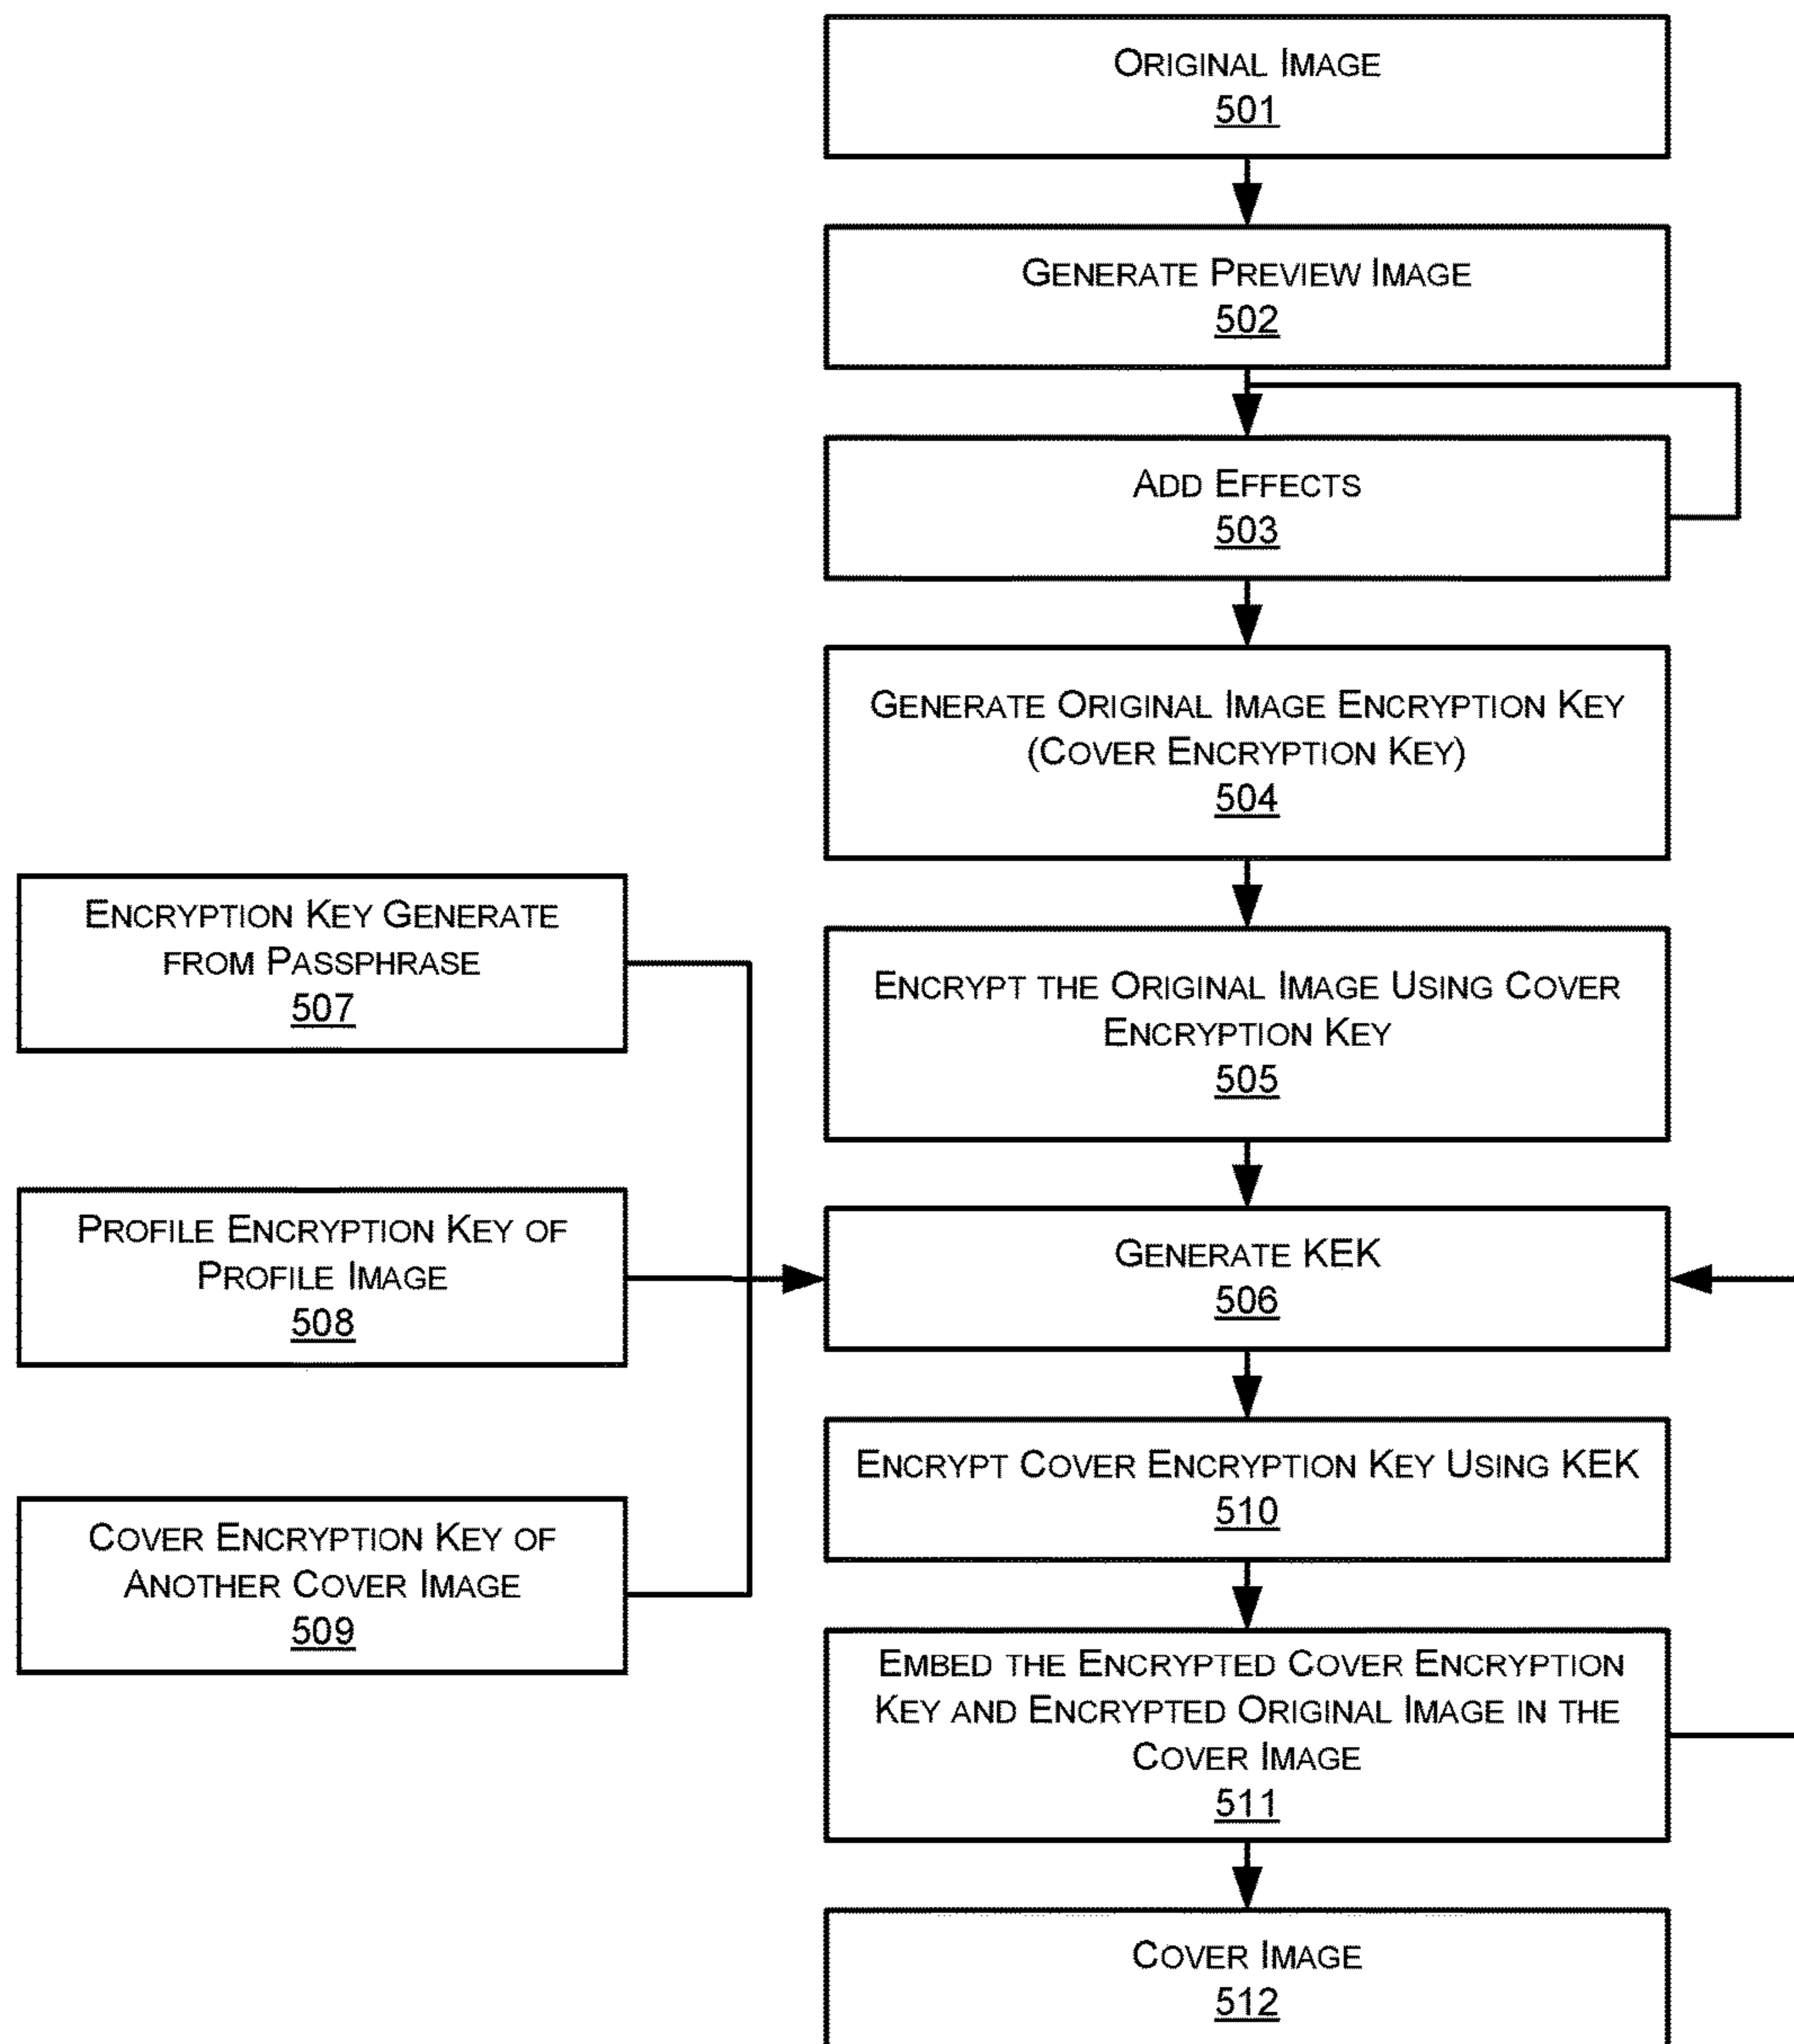 ORIGINAL IMAGE
501
GENERATE PREVIEW IMAGE
502
ADD EFFECTS
503
GENERATE ORIGINAL IMAGE ENCRYPTION KEY
(COVER ENCRYPTION KEY)
504
ENCRYPT THE ORIGINAL IMAGE USING COVER
ENCRYPTION KEY
505
ENCRYPTION KEY GENERATE
FROM PASSPHRASE
507
PROFILE ENCRYPTION KEY OF
PROFILE IMAGE
508
COVER ENCRYPTION KEY OF
ANOTHER COVER IMAGE
509
GENERATE KEK
506
ENCRYPT COVER ENCRYPTION KEY USING KEK
510
EMBED THE ENCRYPTED COVER ENCRYPTION
KEY AND ENCRYPTED ORIGINAL IMAGE IN THE
COVER IMAGE
511
COVER IMAGE
512